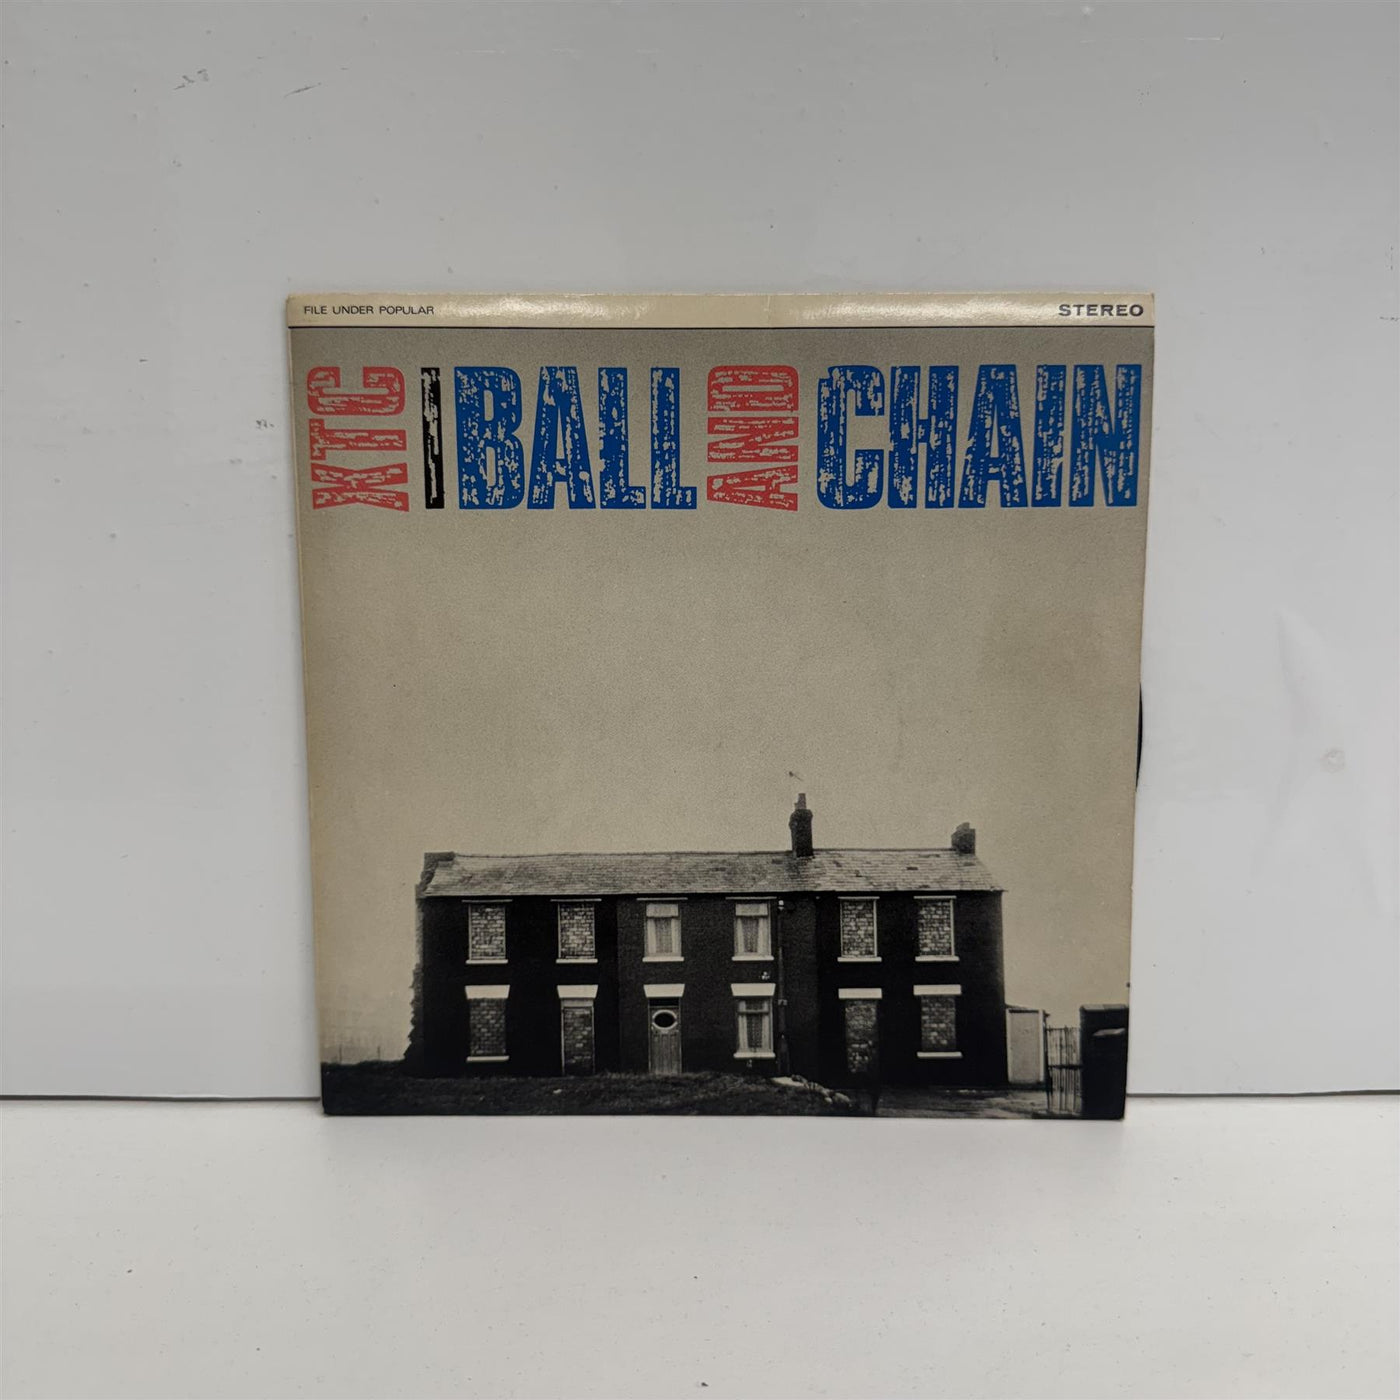 FILE UNDER POPULAR STEREO
XTC BALL AND CHAIN